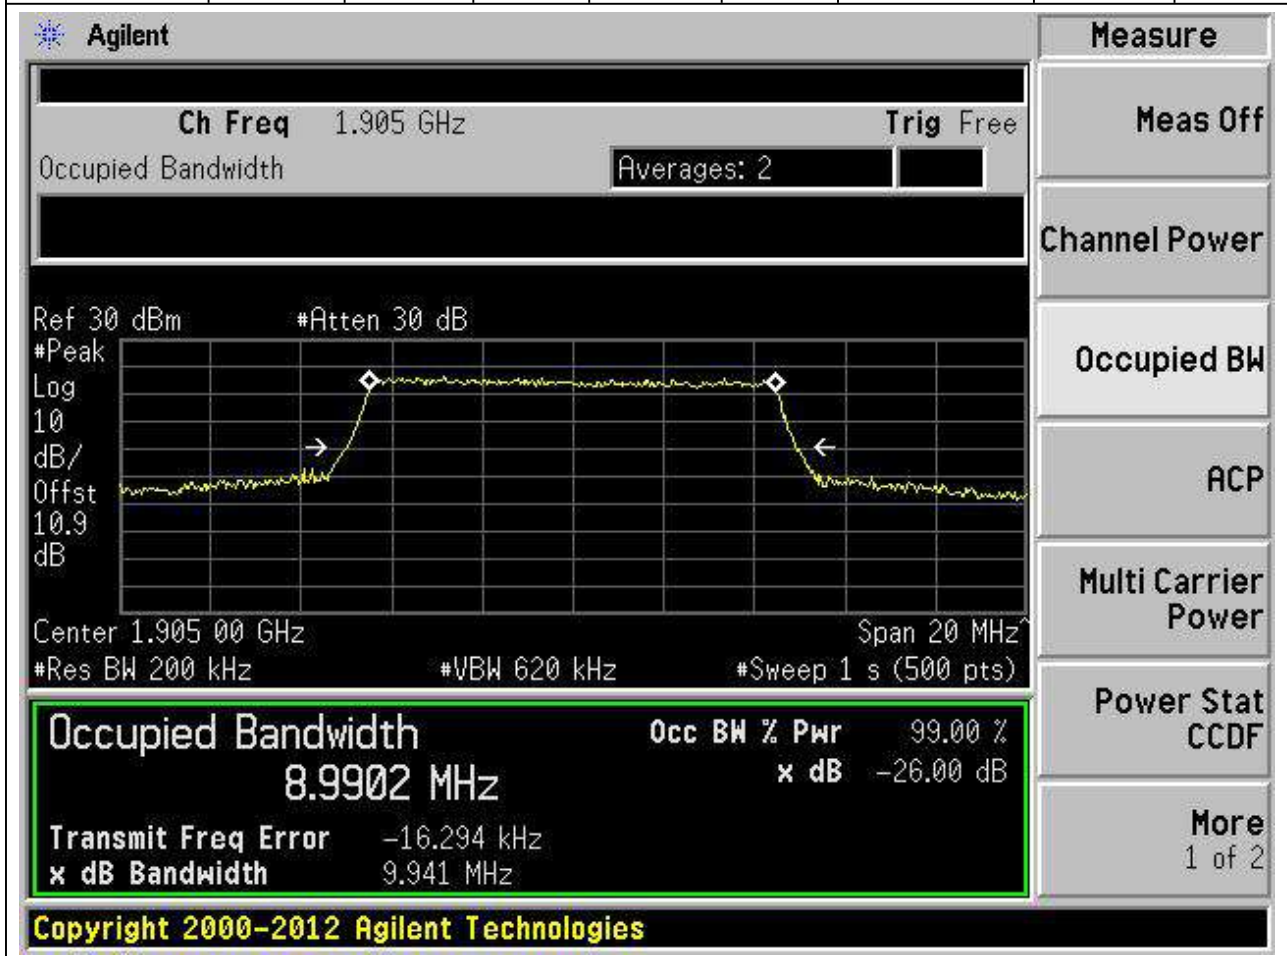 Agilent
Measure
Ch Freq 1.905 GHz Trig Free
Meas Off
Occupied Bandwidth Averages: 2
Channel Power
Ref 30 dBm #Atten 30 dB
#Peak
Log
10
dB/
Offst
10.9
dB
Occupied BW
ACP
Center 1.905 00 GHz Span 20 MHz^
#Res BW 200 kHz #VBW 620 kHz #Sweep 1 s (500 pts)
Multi Carrier
Power
Occupied Bandwidth Occ BW % Pwr 99.00 %
8.9902 MHz x dB -26.00 dB
Transmit Freq Error -16.294 kHz
x dB Bandwidth 9.941 MHz
Power Stat
CCDF
More
1 of 2
Copyright 2000-2012 Agilent Technologies